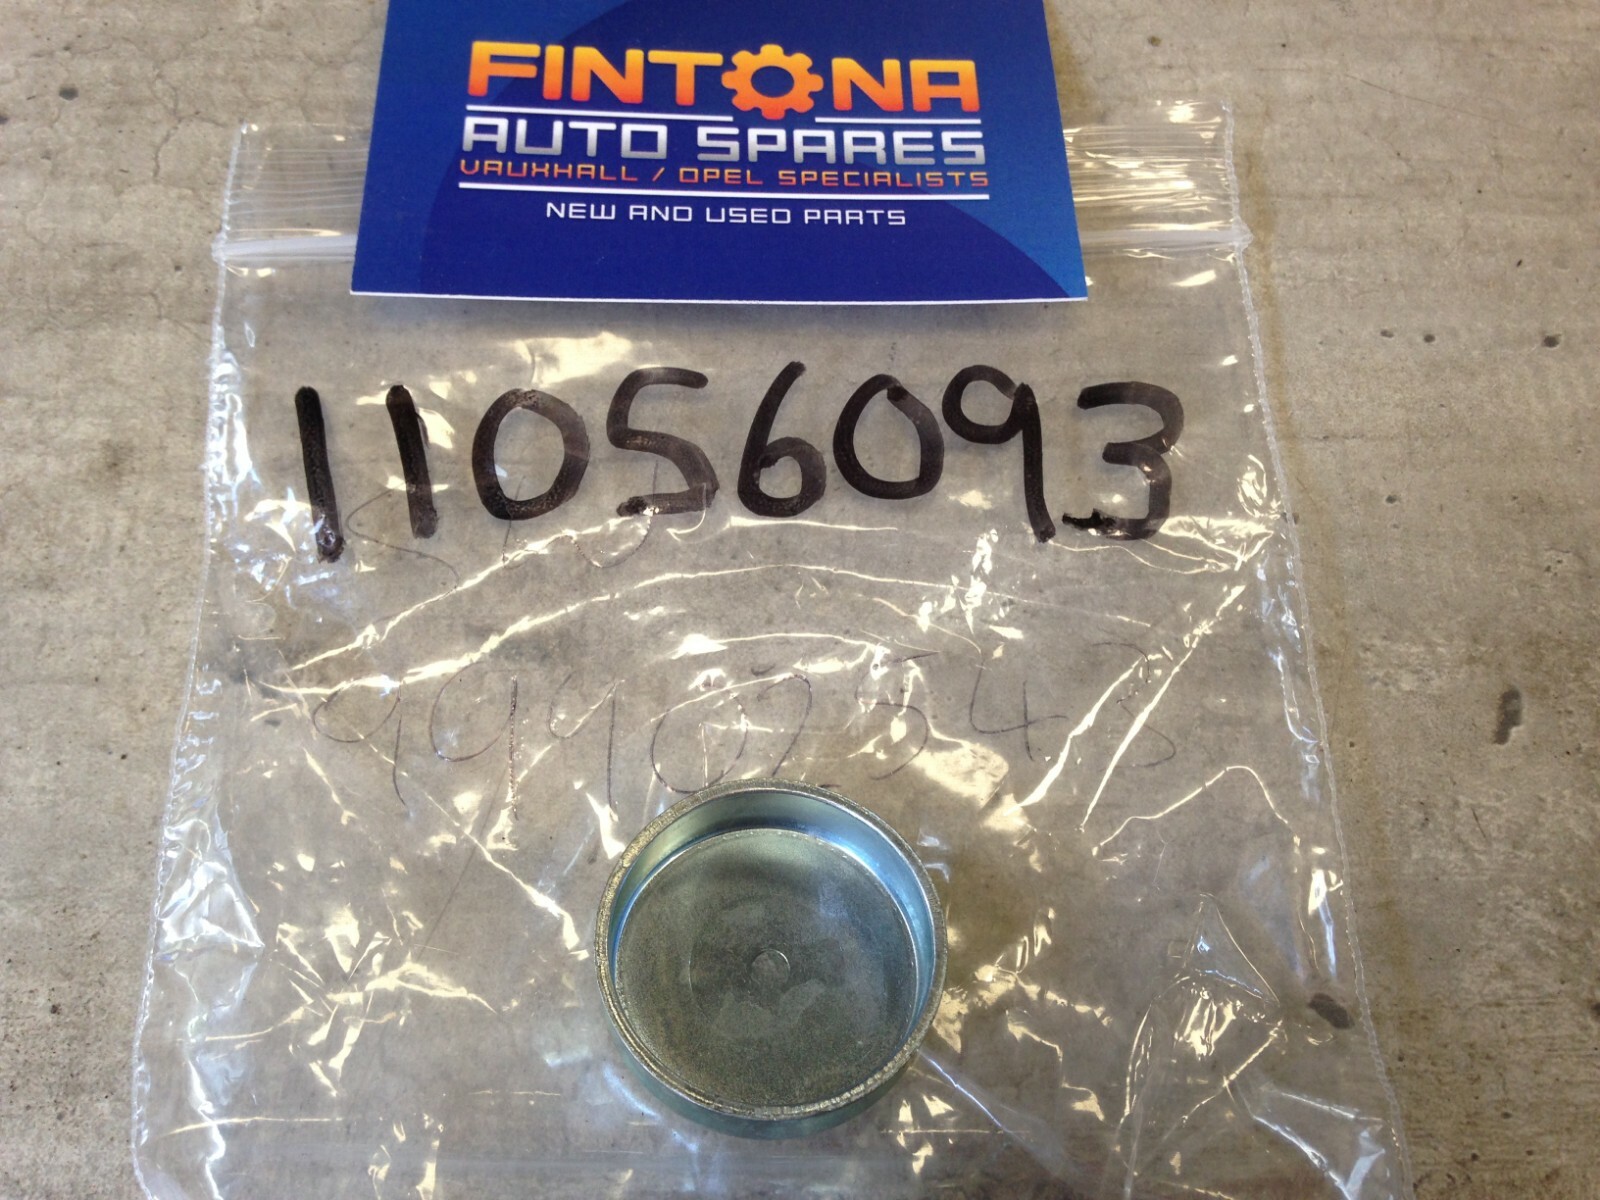 FINTONA
AUTO SPARES
VAUXHALL / OPEL SPECIALISTS
NEW AND USED PARTS
11056093